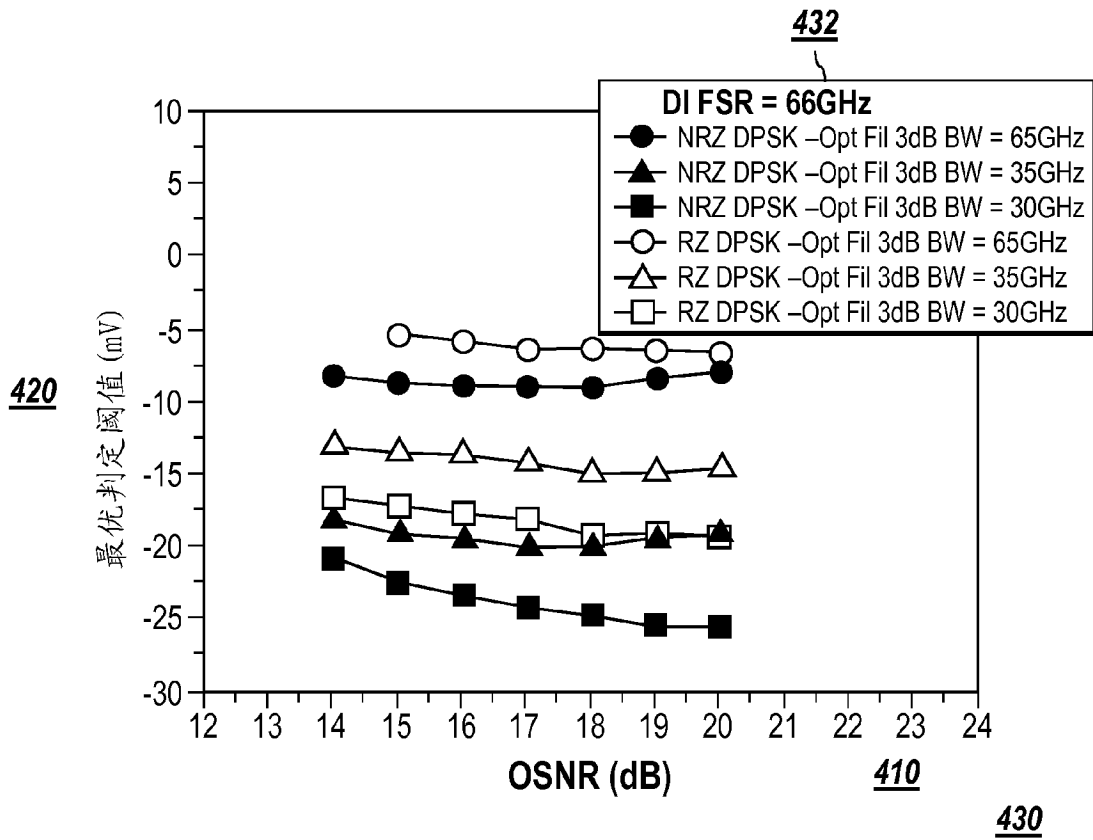 432
DI FSR = 66GHz
NRZ DPSK –Opt Fil 3dB BW = 65GHz
NRZ DPSK –Opt Fil 3dB BW = 35GHz
NRZ DPSK –Opt Fil 3dB BW = 30GHz
RZ DPSK –Opt Fil 3dB BW = 65GHz
RZ DPSK –Opt Fil 3dB BW = 35GHz
RZ DPSK –Opt Fil 3dB BW = 30GHz
10
5
0
-5
-10
-15
-20
-25
-30
420
最优判定阈值 (mV)
12 13 14 15 16 17 18 19 20 21 22 23 24
OSNR (dB)
410
430